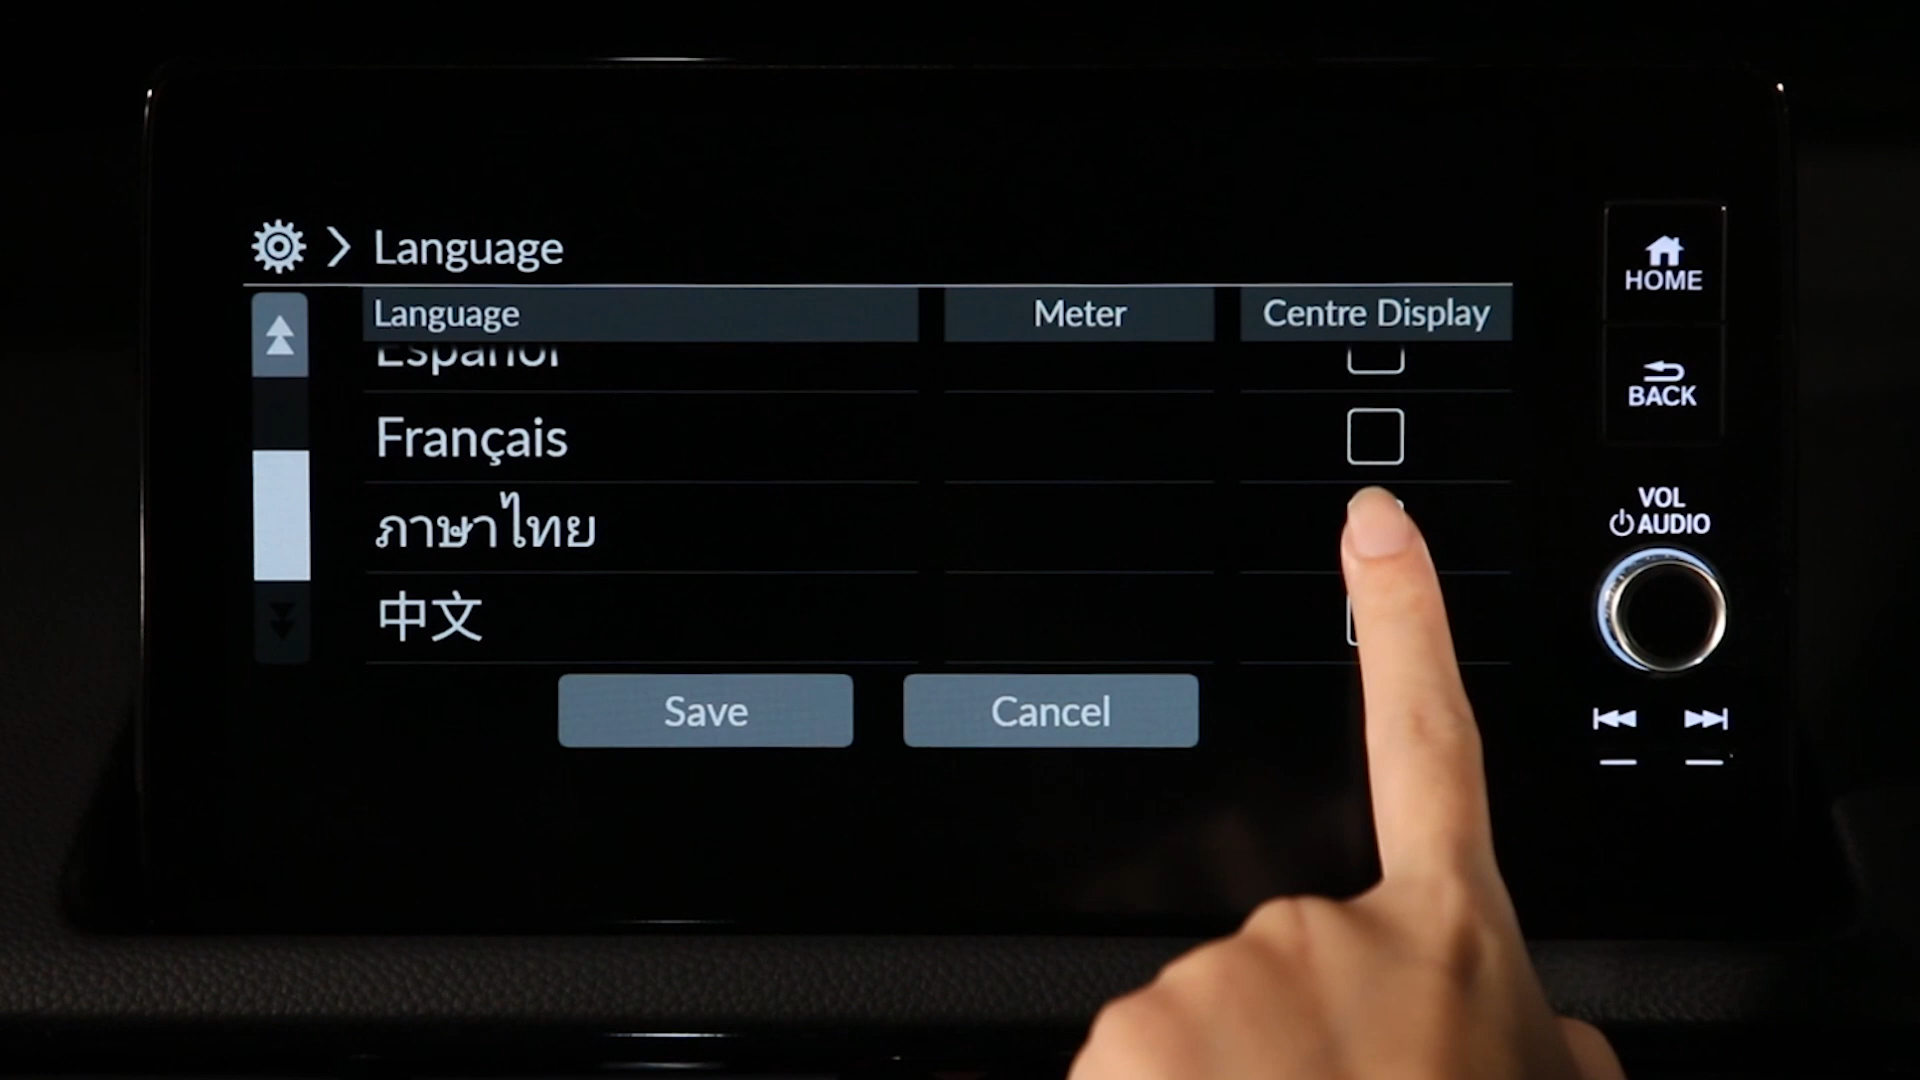 Language
Language Meter Centre Display
Español
Français
ภาษาไทย
中文
Save Cancel
HOME
BACK
VOL
AUDIO